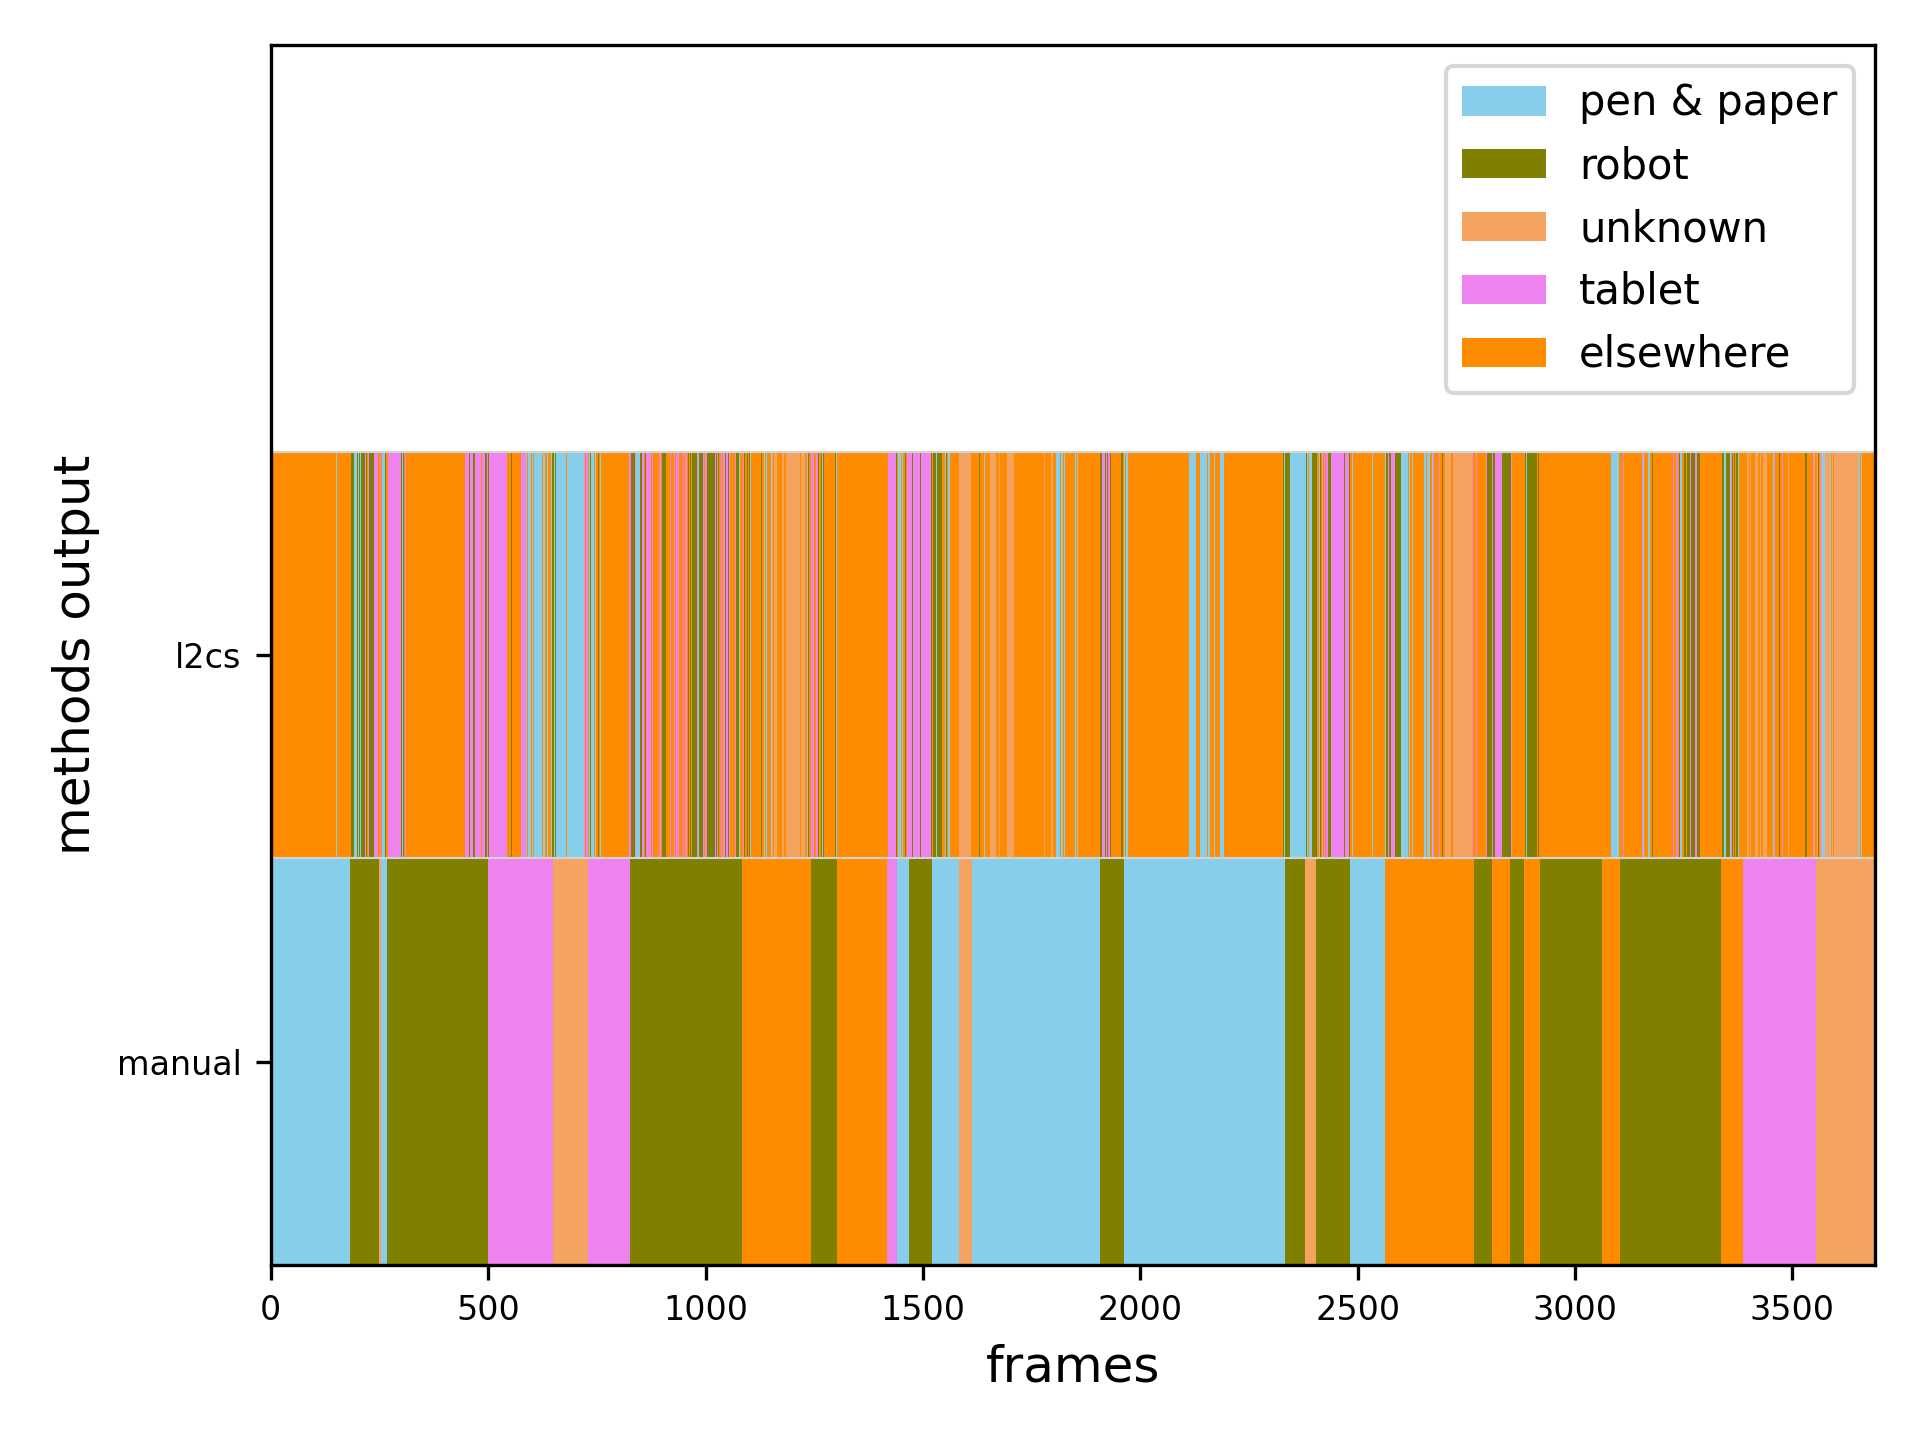 pen & paper
robot
unknown
tablet
elsewhere
methods output
l2cs
manual
0 500 1000 1500 2000 2500 3000 3500
frames